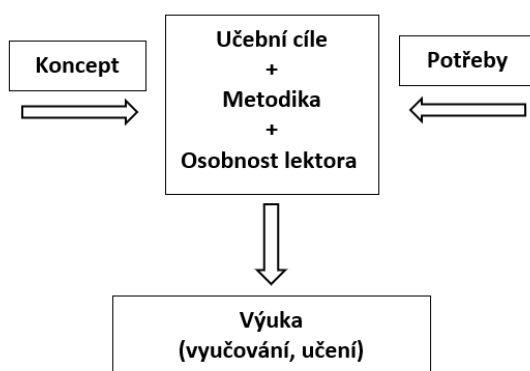 Koncept
Učební cíle
+
Metodika
+
Osobnost lektora
Potřeby
Výuka
(vyučování, učení)